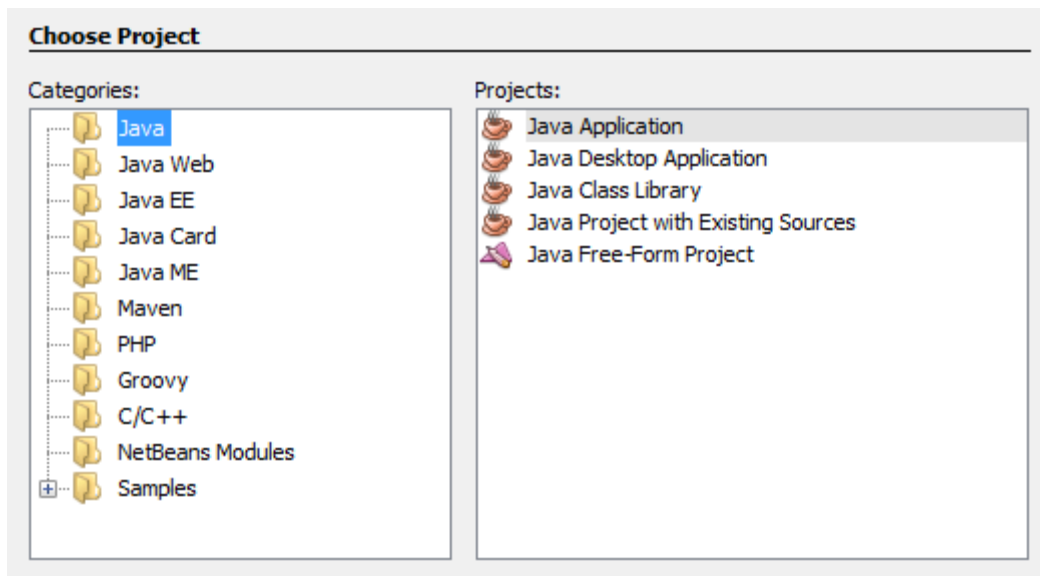 Choose Project
Categories:
Java
Java Web
Java EE
Java Card
Java ME
Maven
PHP
Groovy
C/C++
NetBeans Modules
Samples
Projects:
Java Application
Java Desktop Application
Java Class Library
Java Project with Existing Sources
Java Free-Form Project